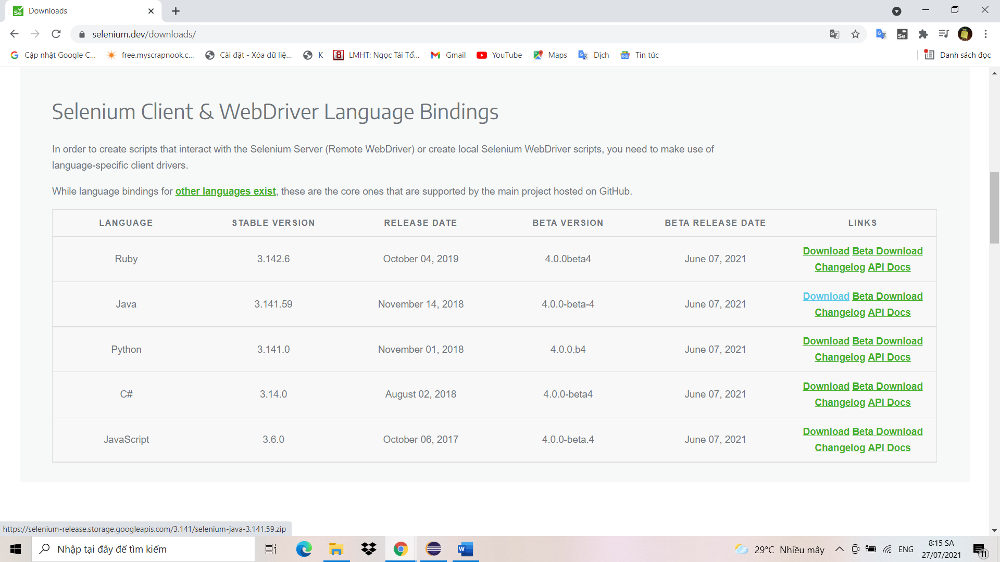 Downloads
selenium.dev/downloads/
Cập nhật Google C... free.myscrapnook.c... Cài đặt - Xóa dữ liệ... K LMHT: Ngọc Tái Tổ... Gmail YouTube Maps Dịch Tin tức Danh sách đọc
Selenium Client & WebDriver Language Bindings
In order to create scripts that interact with the Selenium Server (Remote WebDriver) or create local Selenium WebDriver scripts, you need to make use of
language-specific client drivers.
While language bindings for other languages exist, these are the core ones that are supported by the main project hosted on GitHub.
LANGUAGE STABLE VERSION RELEASE DATE BETA VERSION BETA RELEASE DATE LINKS
Ruby 3.142.6 October 04, 2019 4.0.0beta4 June 07, 2021 Download Beta Download
Changelog API Docs
Java 3.141.59 November 14, 2018 4.0.0-beta-4 June 07, 2021 Download Beta Download
Changelog API Docs
Python 3.141.0 November 01, 2018 4.0.0.b4 June 07, 2021 Download Beta Download
Changelog API Docs
C# 3.14.0 August 02, 2018 4.0.0-beta4 June 07, 2021 Download Beta Download
Changelog API Docs
JavaScript 3.6.0 October 06, 2017 4.0.0-beta.4 June 07, 2021 Download Beta Download
Changelog API Docs
https://selenium-release.storage.googleapis.com/3.141/selenium-java-3.141.59.zip
Nhập tại đây để tìm kiếm
29°C Nhiều mây
ENG
8:15 SA
27/07/2021
11